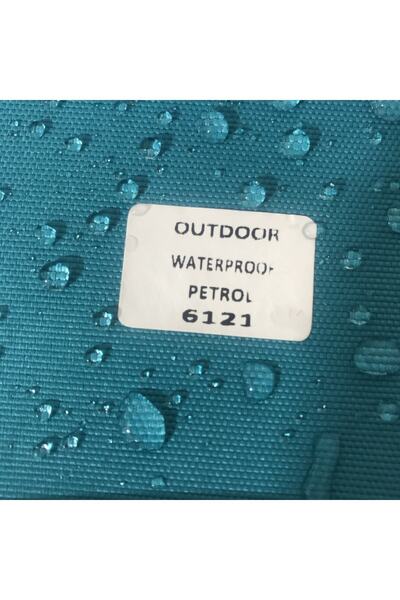 OUTDOOR
WATERPROOF
PETROL
6121